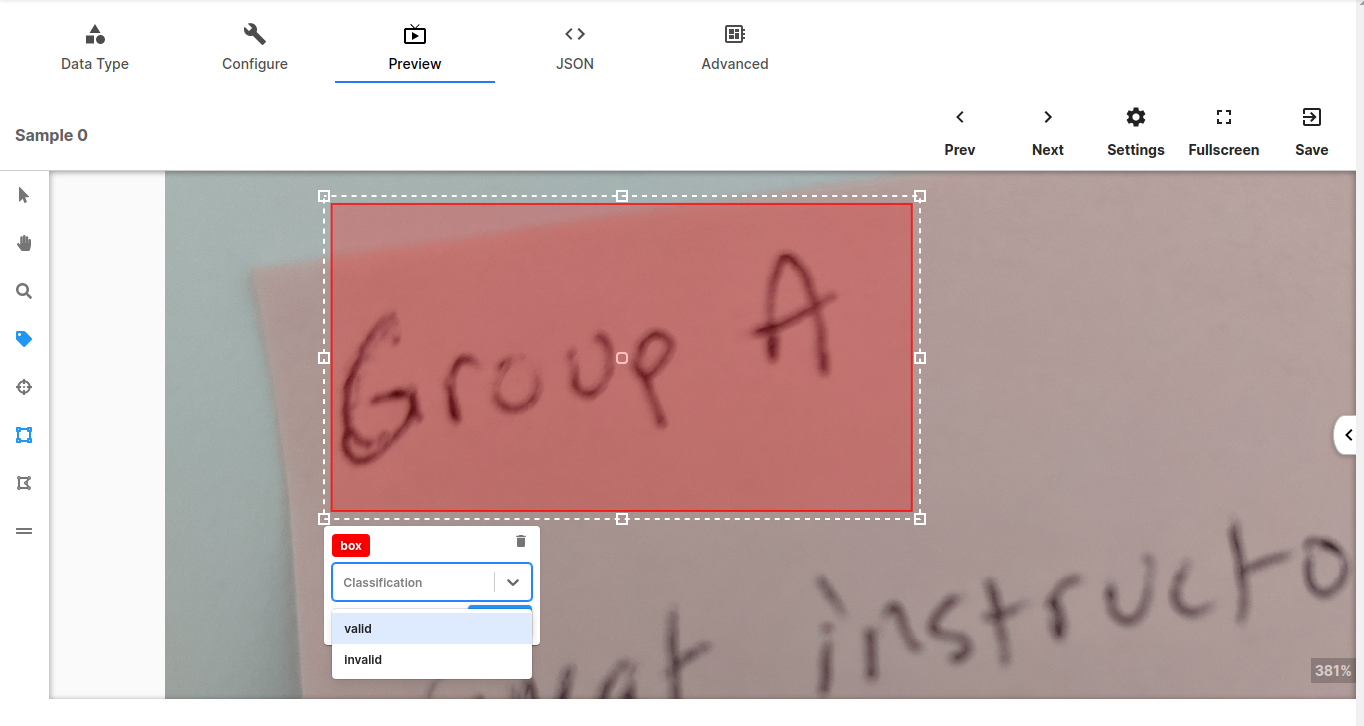 Data Type
Configure
Preview
JSON
Advanced
Sample 0
Prev
Next
Settings
Fullscreen
Save
Group A
instructo
box
Classification
valid
invalid
381%